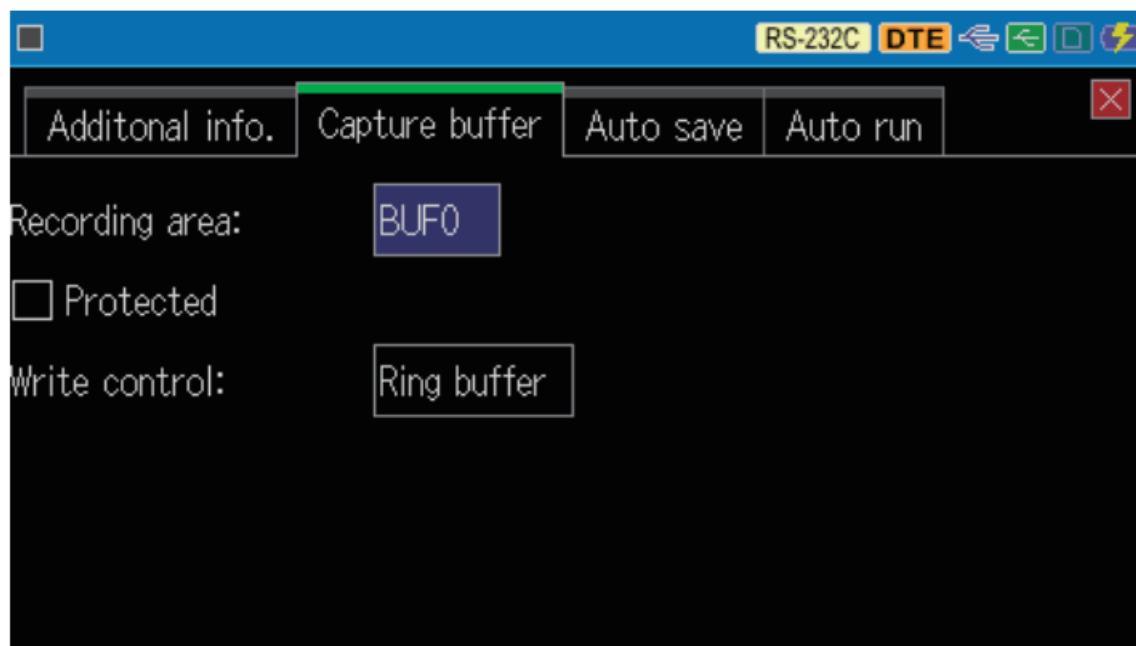 RS-232C DTE
Additonal info. Capture buffer Auto save Auto run
Recording area: BUF0
Protected
Write control: Ring buffer